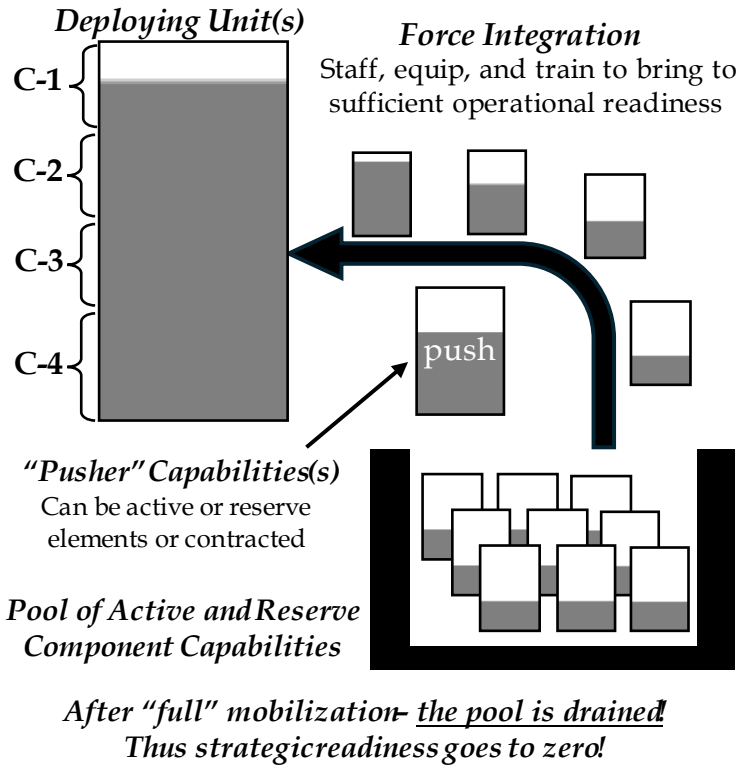 Deploying Unit(s)
C-1
C-2
C-3
C-4
Force Integration
Staff, equip, and train to bring to
sufficient operational readiness
push
“Pusher” Capabilities(s)
Can be active or reserve
elements or contracted
Pool of Active and Reserve
Component Capabilities
After “full” mobilization– the pool is drained!
Thus strategic readiness goes to zero!